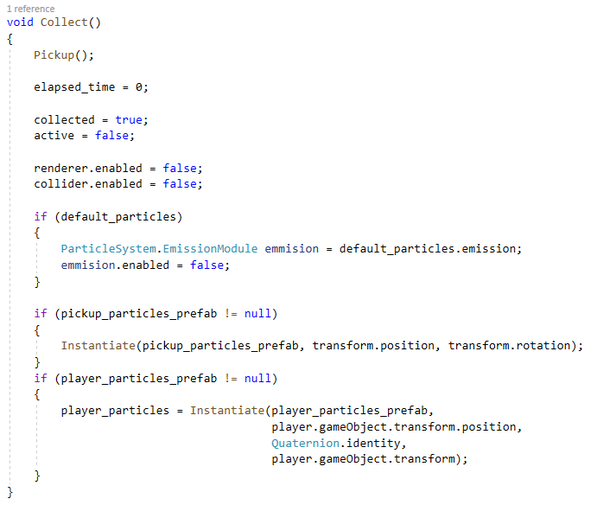 1 reference
void Collect()
{
    Pickup();

    elapsed_time = 0;

    collected = true;
    active = false;

    renderer.enabled = false;
    collider.enabled = false;

    if (default_particles)
    {
        ParticleSystem.EmissionModule emmision = default_particles.emission;
        emmision.enabled = false;
    }

    if (pickup_particles_prefab != null)
    {
        Instantiate(pickup_particles_prefab, transform.position, transform.rotation);
    }
    if (player_particles_prefab != null)
    {
        player_particles = Instantiate(player_particles_prefab,
                                       player.gameObject.transform.position,
                                       Quaternion.identity,
                                       player.gameObject.transform);
    }
}